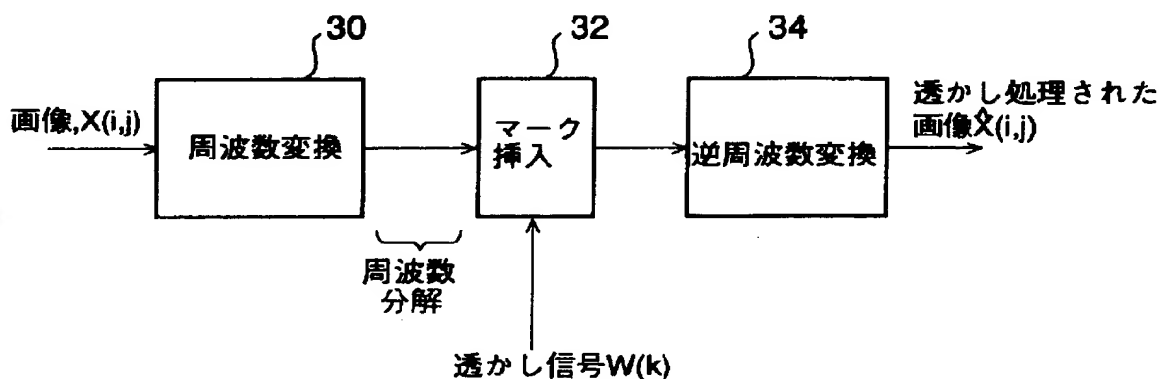 30
32
34
画像,X(i,j)
周波数変換
マーク
挿入
逆周波数変換
透かし処理された
画像X̂(i,j)
周波数
分解
透かし信号W(k)